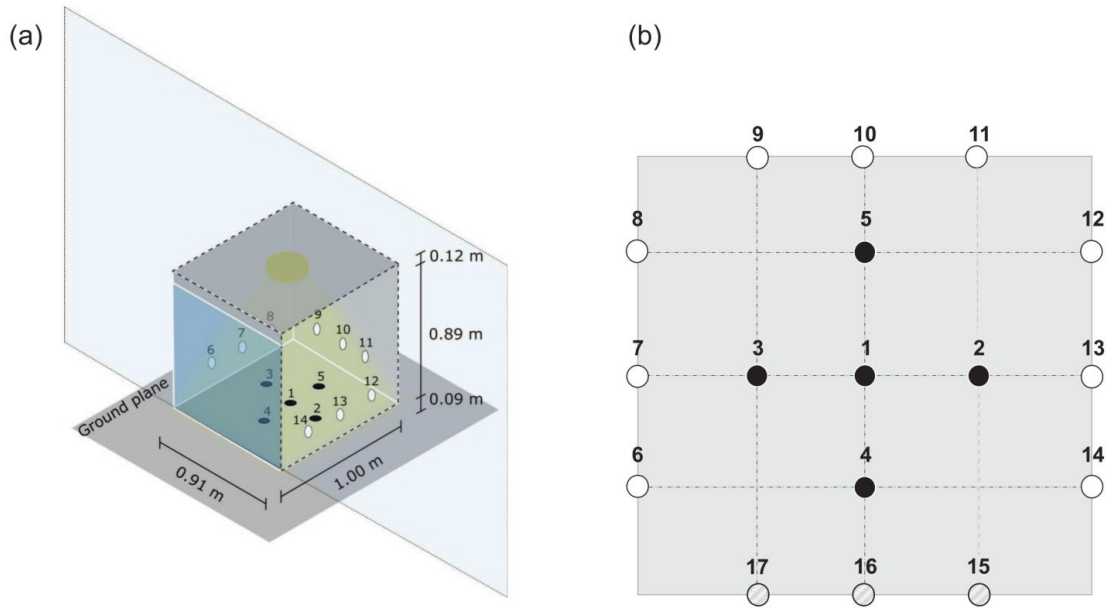 (a)
(b)
9 10 11
8 5 12
7 3 1 2 13
6 4 14
17 16 15
0.12 m
0.89 m
0.09 m
8 9
7 10
6 11
3 5 12
1
4 2 13
14
Ground plane
0.91 m
1.00 m